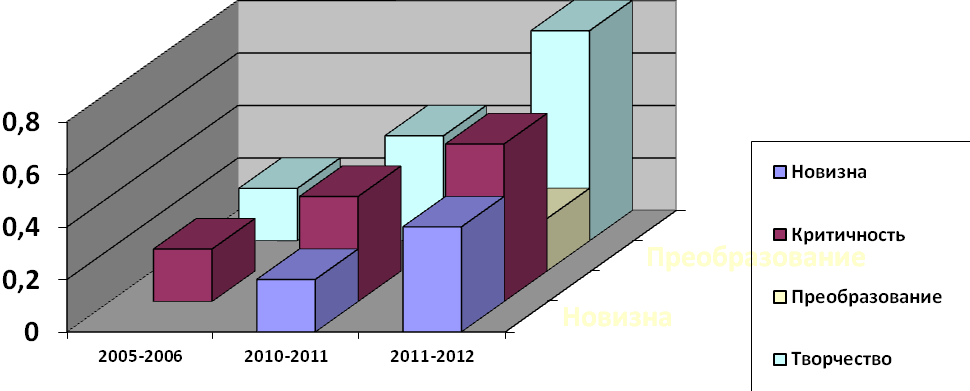 0,8
0,6
0,4
0,2
0
2005-2006
2010-2011
2011-2012
Преобразование
Новизна
Новизна
Критичность
Преобразование
Творчество